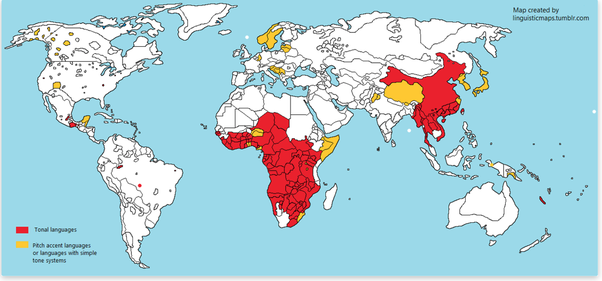 Map created by
linguisticmaps.tumblr.com
Tonal languages
Pitch accent languages
or languages with simple
tone systems